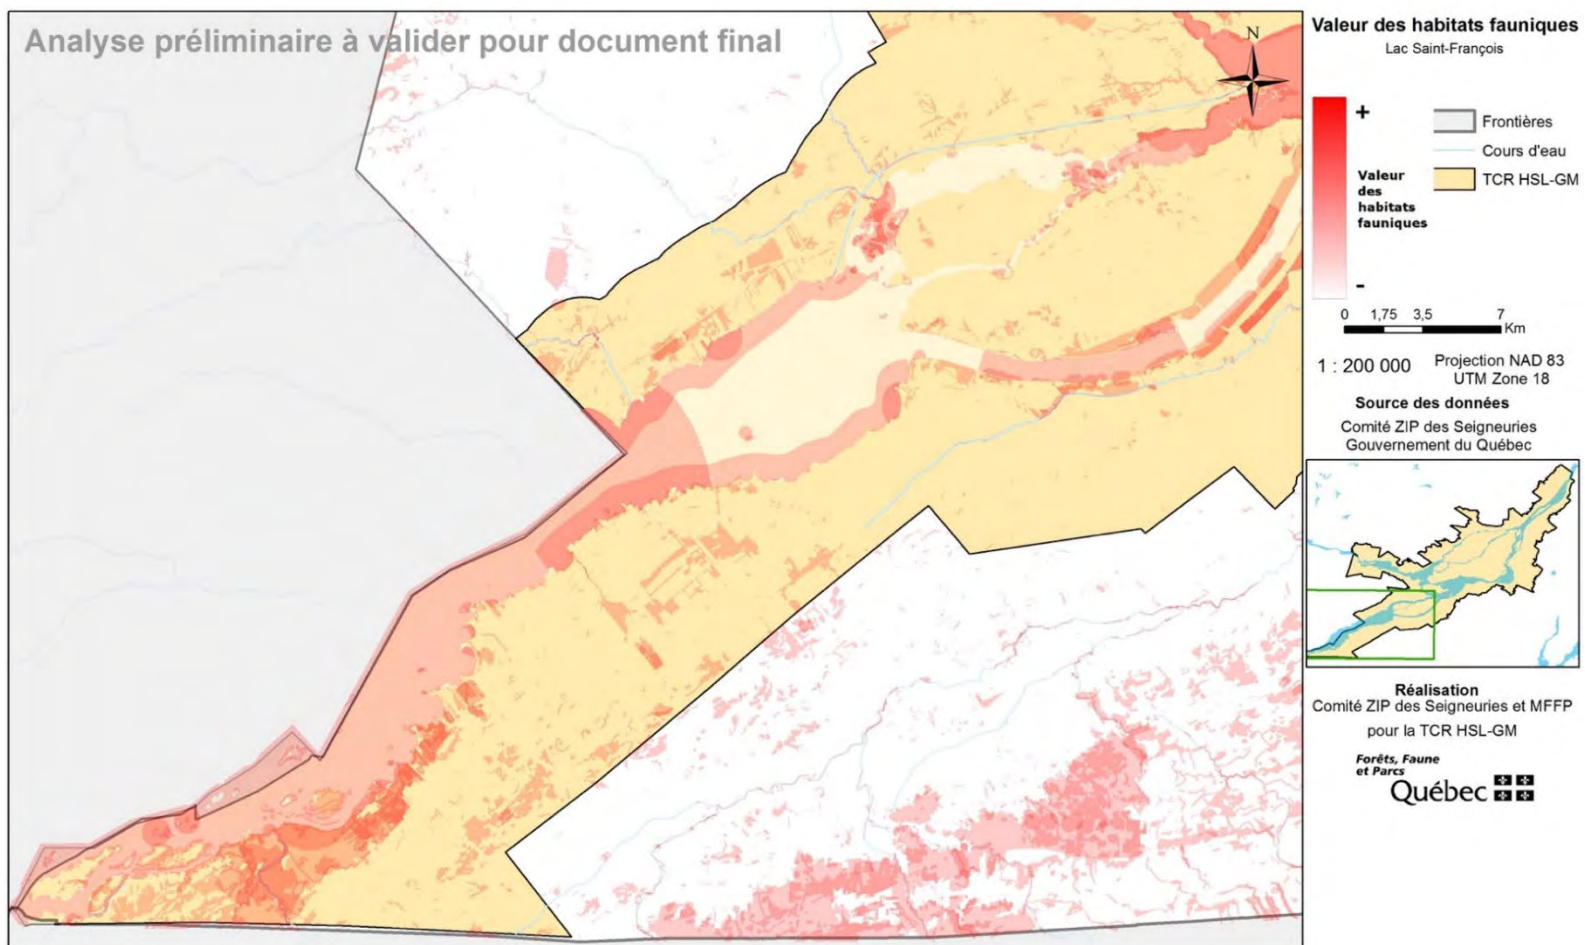 Analyse préliminaire à valider pour document final
N
Valeur des habitats fauniques
Lac Saint-François
+
Valeur
des
habitats
fauniques
-
Frontières
Cours d'eau
TCR HSL-GM
0 1,75 3,5 7
Km
1 : 200 000
Projection NAD 83
UTM Zone 18
Source des données
Comité ZIP des Seigneuries
Gouvernement du Québec
Réalisation
Comité ZIP des Seigneuries et MFFP
pour la TCR HSL-GM
Forêts, Faune
et Parcs
Québec